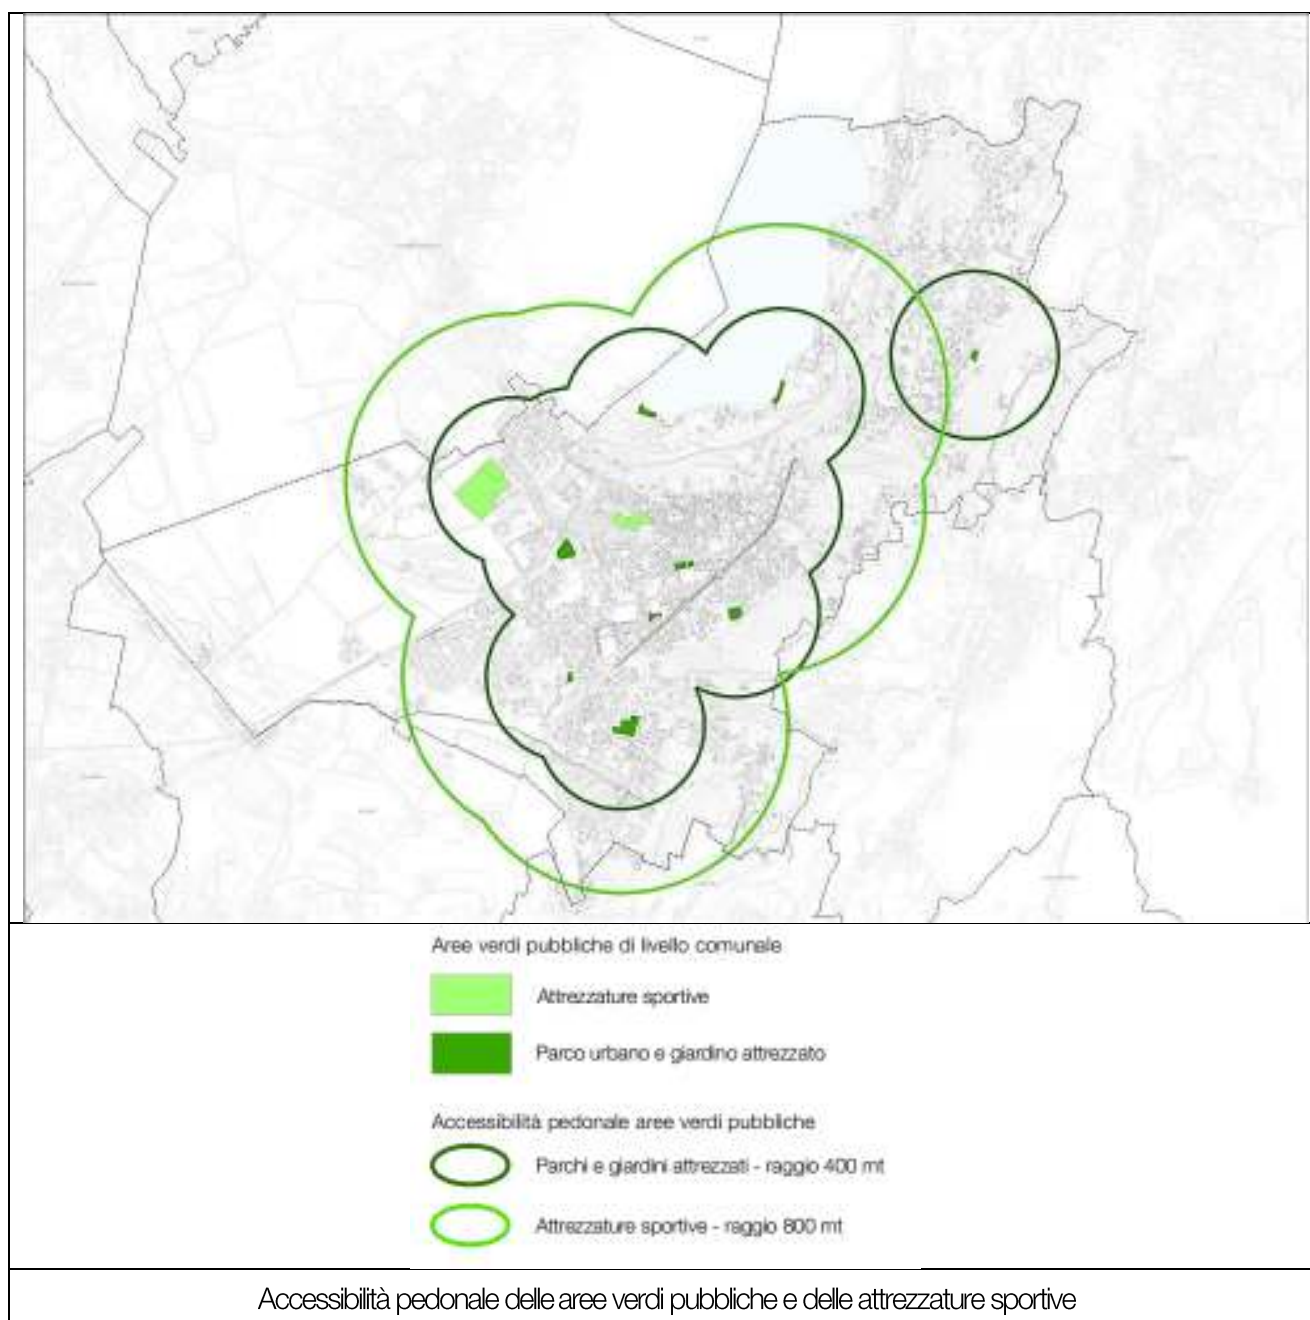 Aree verdi pubbliche di livello comunale
Attrezzature sportive
Parco urbano e giardino attrezzato
Accessibilità pedonale aree verdi pubbliche
Parchi e giardini attrezzati - raggio 400 mt
Attrezzature sportive - raggio 800 mt
Accessibilità pedonale delle aree verdi pubbliche e delle attrezzature sportive